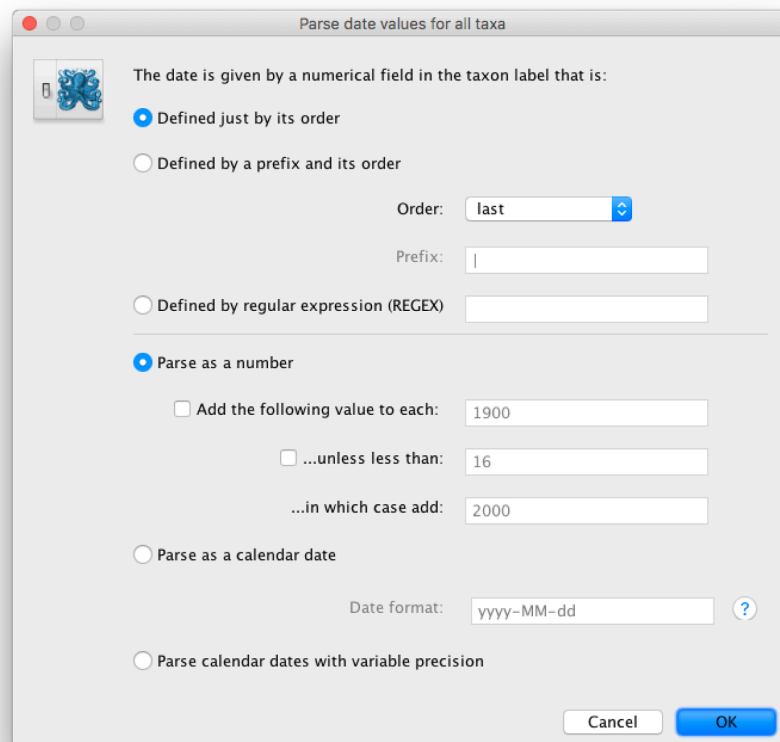 Parse date values for all taxa
The date is given by a numerical field in the taxon label that is:
Defined just by its order
Defined by a prefix and its order
Order: last
Prefix: |
Defined by regular expression (REGEX)
Parse as a number
Add the following value to each: 1900
...unless less than: 16
...in which case add: 2000
Parse as a calendar date
Date format: yyyy-MM-dd ?
Parse calendar dates with variable precision
Cancel OK